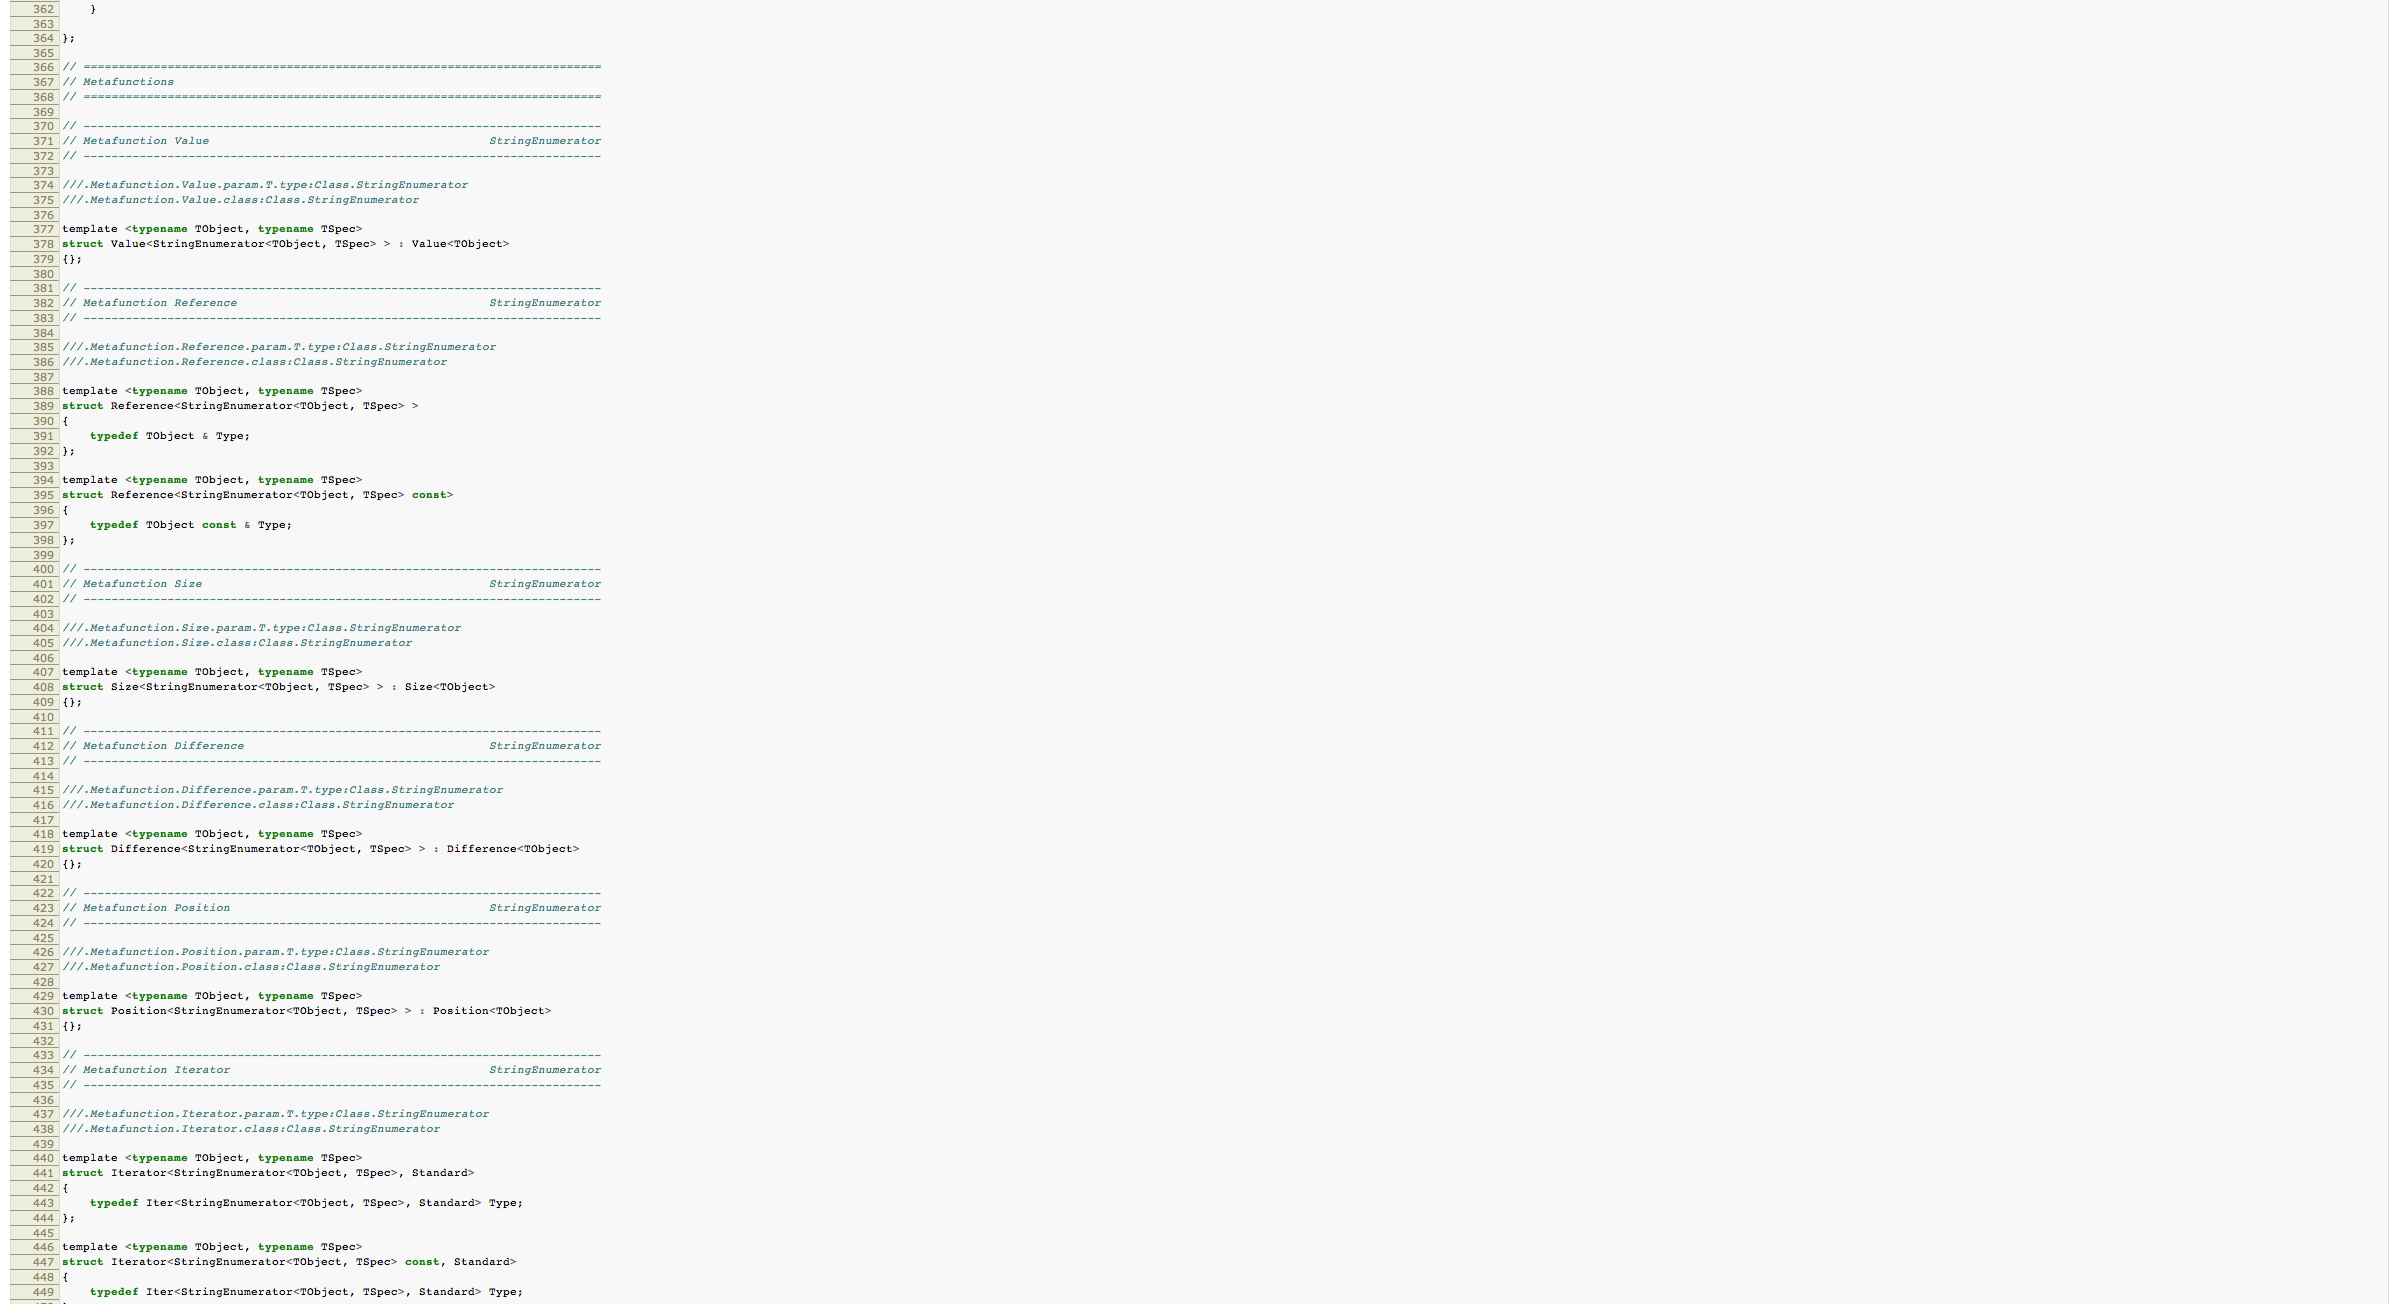 362     }
363
364 };
365
366 // ==========================================================================
367 // Metafunctions
368 // ==========================================================================
369
370 // --------------------------------------------------------------------------
371 // Metafunction Value                                        StringEnumerator
372 // --------------------------------------------------------------------------
373
374 ///.Metafunction.Value.param.T.type:Class.StringEnumerator
375 ///.Metafunction.Value.class:Class.StringEnumerator
376
377 template <typename TObject, typename TSpec>
378 struct Value<StringEnumerator<TObject, TSpec> > : Value<TObject>
379 {};
380
381 // --------------------------------------------------------------------------
382 // Metafunction Reference                                    StringEnumerator
383 // --------------------------------------------------------------------------
384
385 ///.Metafunction.Reference.param.T.type:Class.StringEnumerator
386 ///.Metafunction.Reference.class:Class.StringEnumerator
387
388 template <typename TObject, typename TSpec>
389 struct Reference<StringEnumerator<TObject, TSpec> >
390 {
391     typedef TObject & Type;
392 };
393
394 template <typename TObject, typename TSpec>
395 struct Reference<StringEnumerator<TObject, TSpec> const>
396 {
397     typedef TObject const & Type;
398 };
399
400 // --------------------------------------------------------------------------
401 // Metafunction Size                                         StringEnumerator
402 // --------------------------------------------------------------------------
403
404 ///.Metafunction.Size.param.T.type:Class.StringEnumerator
405 ///.Metafunction.Size.class:Class.StringEnumerator
406
407 template <typename TObject, typename TSpec>
408 struct Size<StringEnumerator<TObject, TSpec> > : Size<TObject>
409 {};
410
411 // --------------------------------------------------------------------------
412 // Metafunction Difference                                   StringEnumerator
413 // --------------------------------------------------------------------------
414
415 ///.Metafunction.Difference.param.T.type:Class.StringEnumerator
416 ///.Metafunction.Difference.class:Class.StringEnumerator
417
418 template <typename TObject, typename TSpec>
419 struct Difference<StringEnumerator<TObject, TSpec> > : Difference<TObject>
420 {};
421
422 // --------------------------------------------------------------------------
423 // Metafunction Position                                     StringEnumerator
424 // --------------------------------------------------------------------------
425
426 ///.Metafunction.Position.param.T.type:Class.StringEnumerator
427 ///.Metafunction.Position.class:Class.StringEnumerator
428
429 template <typename TObject, typename TSpec>
430 struct Position<StringEnumerator<TObject, TSpec> > : Position<TObject>
431 {};
432
433 // --------------------------------------------------------------------------
434 // Metafunction Iterator                                     StringEnumerator
435 // --------------------------------------------------------------------------
436
437 ///.Metafunction.Iterator.param.T.type:Class.StringEnumerator
438 ///.Metafunction.Iterator.class:Class.StringEnumerator
439
440 template <typename TObject, typename TSpec>
441 struct Iterator<StringEnumerator<TObject, TSpec>, Standard>
442 {
443     typedef Iter<StringEnumerator<TObject, TSpec>, Standard> Type;
444 };
445
446 template <typename TObject, typename TSpec>
447 struct Iterator<StringEnumerator<TObject, TSpec> const, Standard>
448 {
449     typedef Iter<StringEnumerator<TObject, TSpec>, Standard> Type;